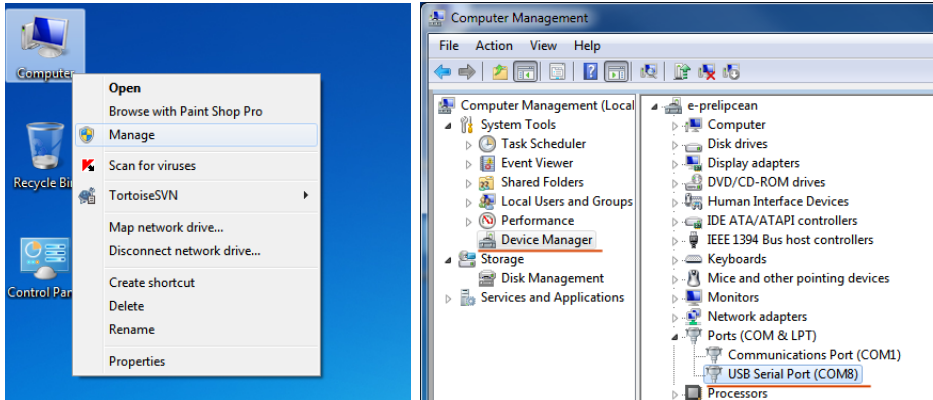 Computer
Open
Browse with Paint Shop Pro
Manage
Scan for viruses
TortoiseSVN
Map network drive...
Disconnect network drive...
Create shortcut
Delete
Rename
Properties
Recycle Bi
Control Pan
Computer Management
File Action View Help
Computer Management (Local
System Tools
Task Scheduler
Event Viewer
Shared Folders
Local Users and Groups
Performance
Device Manager
Storage
Disk Management
Services and Applications
e-prelipcean
Computer
Disk drives
Display adapters
DVD/CD-ROM drives
Human Interface Devices
IDE ATA/ATAPI controllers
IEEE 1394 Bus host controllers
Keyboards
Mice and other pointing devices
Monitors
Network adapters
Ports (COM & LPT)
Communications Port (COM1)
USB Serial Port (COM8)
Processors